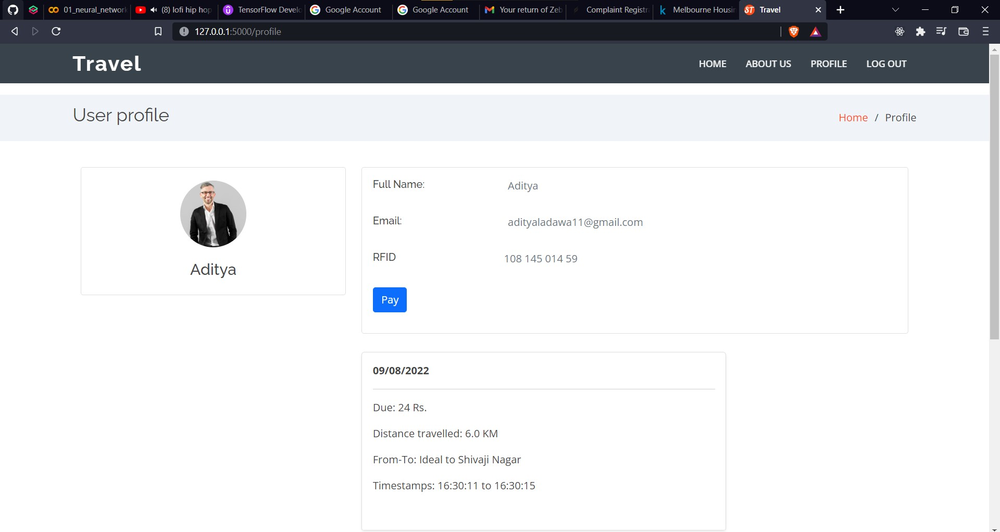 01_neural_network (8) lofi hip hop TensorFlow Develo Google Account Google Account Your return of Zeb Complaint Registr Melbourne Housin ST Travel
127.0.0.1:5000/profile
Travel HOME ABOUT US PROFILE LOG OUT
User profile Home / Profile
Full Name: Aditya
Email: adityaladawa11@gmail.com
RFID 108 145 014 59
Aditya
Pay
09/08/2022
Due: 24 Rs.
Distance travelled: 6.0 KM
From-To: Ideal to Shivaji Nagar
Timestamps: 16:30:11 to 16:30:15